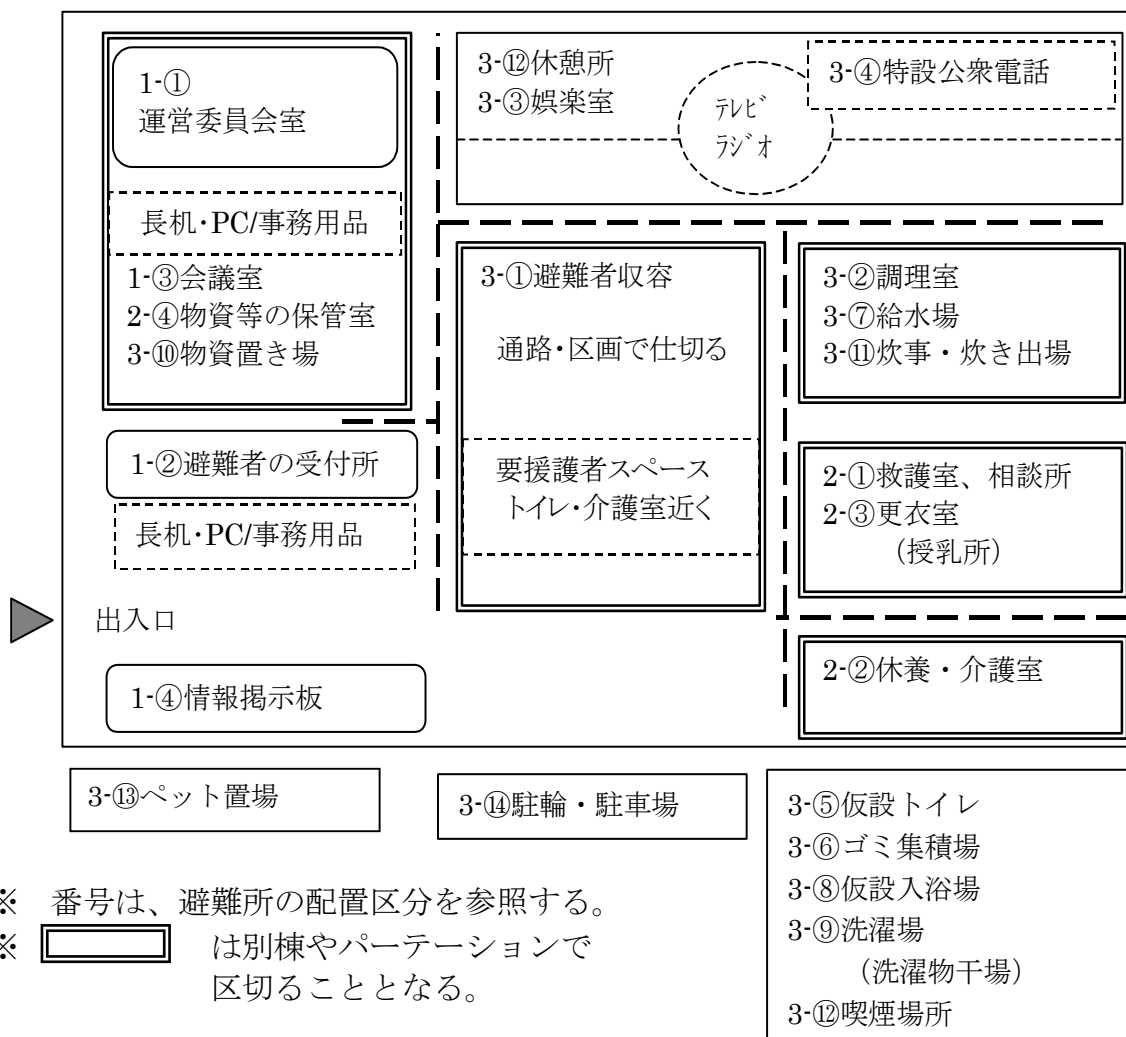 1-①
運営委員会室
長机・PC/事務用品
1-③会議室
2-④物資等の保管室
3-⑩物資置き場
1-②避難者の受付所
長机・PC/事務用品
出入口
1-④情報掲示板
3-⑫休憩所
3-③娯楽室
ﾃﾚﾋﾞ
ﾗｼﾞｵ
3-④特設公衆電話
3-①避難者収容
通路・区画で仕切る
要援護者スペース
トイレ・介護室近く
3-②調理室
3-⑦給水場
3-⑪炊事・炊き出場
2-①救護室、相談所
2-③更衣室
（授乳所）
2-②休養・介護室
3-⑬ペット置場
3-⑭駐輪・駐車場
3-⑤仮設トイレ
3-⑥ゴミ集積場
3-⑧仮設入浴場
3-⑨洗濯場
（洗濯物干場）
3-⑫喫煙場所
※　番号は、避難所の配置区分を参照する。
※　は別棟やパーテーションで
区切ることとなる。